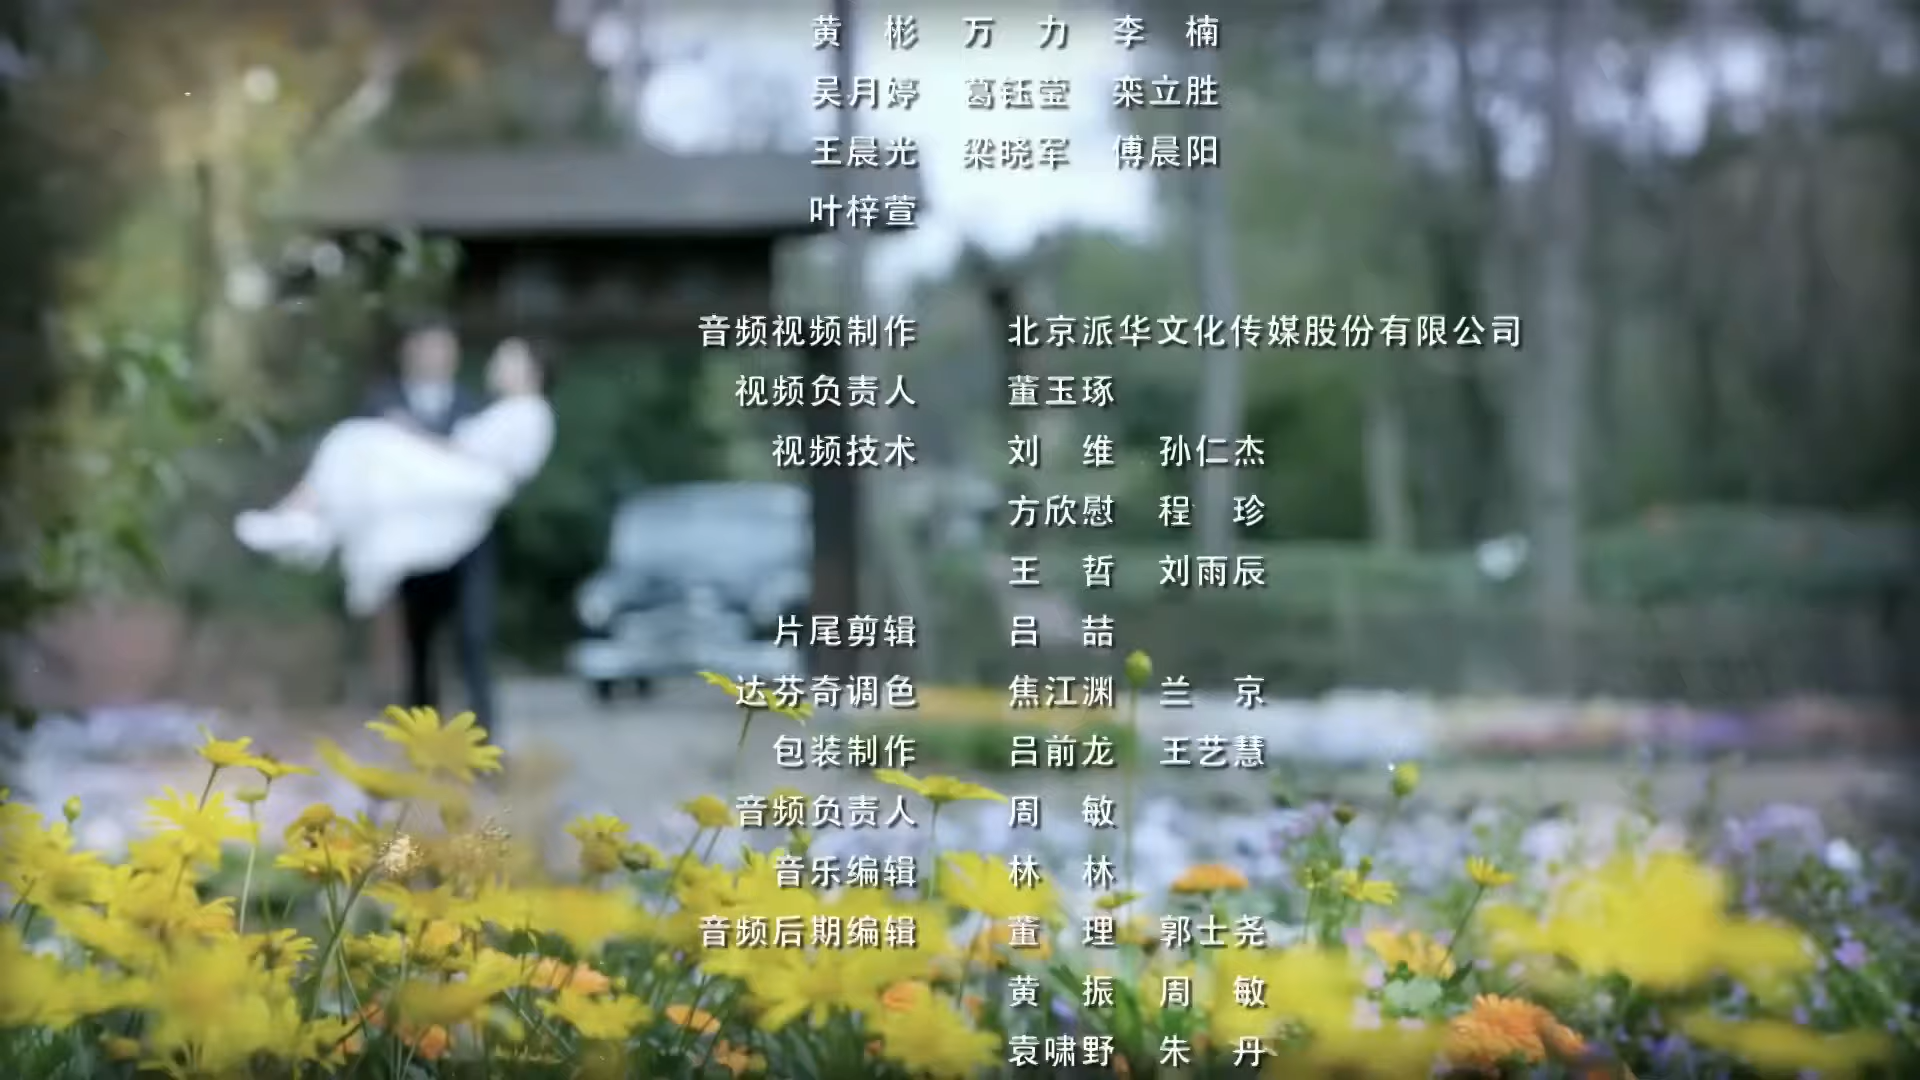 黄 彬 万 力 李 楠
吴月婷 葛钰莹 栾立胜
王晨光 梁晓军 傅晨阳
叶梓萱
音频视频制作 北京派华文化传媒股份有限公司
视频负责人 董玉琢
视频技术 刘 维 孙仁杰
方欣慰 程 珍
王 哲 刘雨辰
片尾剪辑 吕 喆
达芬奇调色 焦江渊 兰 京
包装制作 吕前龙 王艺慧
音频负责人 周 敏
音乐编辑 林 林
音频后期编辑 董 理 郭士尧
黄 振 周 敏
袁啸野 朱 丹